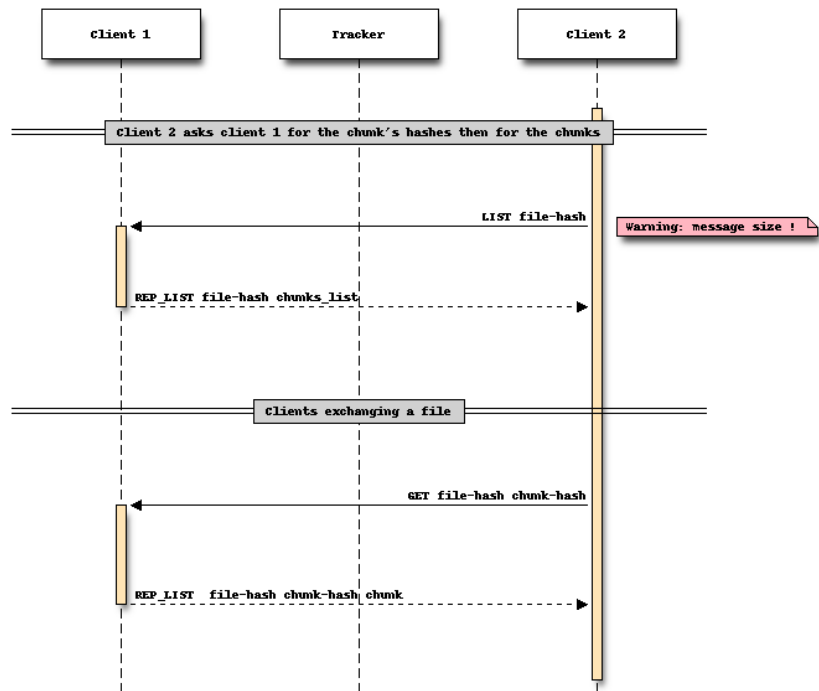 Client 1
Tracker
Client 2
Client 2 asks client 1 for the chunk's hashes then for the chunks
LIST file-hash
Warning: message size !
REP_LIST file-hash chunks_list
Clients exchanging a file
GET file-hash chunk-hash
REP_LIST  file-hash chunk-hash chunk